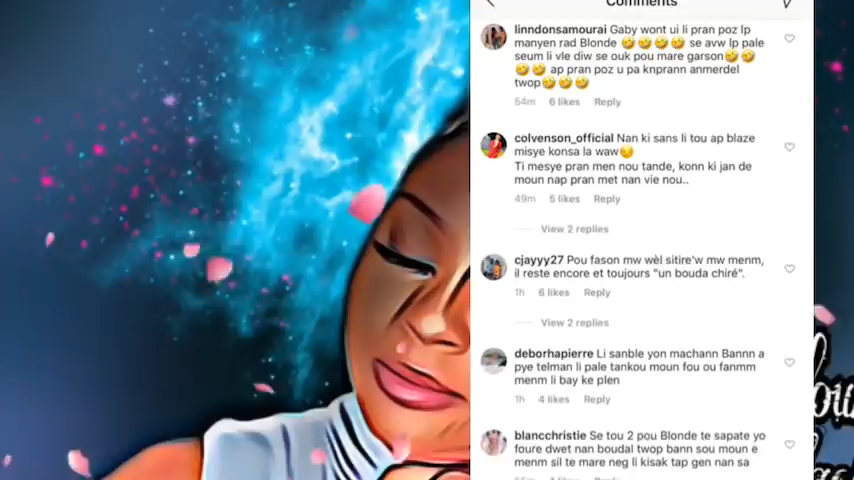 Comments
linndonsamourai Gaby wont ui li pran poz lp
manyen rad Blonde 🤣🤣🤣🤣 se avw lp pale
seum li vle diw se ouk pou mare garson🤣🤣
🤣🤣 ap pran poz u pa knprann anmerdel
twop🤣🤣🤣
54m 6 likes Reply
colvenson_official Nan ki sans li tou ap blaze
misye konsa la waw😔
Ti mesye pran men nou tande, konn ki jan de
moun nap pran met nan vie nou..
49m 5 likes Reply
View 2 replies
cjayyy27 Pou fason mw wèl sitire'w mw menm,
il reste encore et toujours "un bouda chiré".
1h 6 likes Reply
View 2 replies
deborhapierre Li sanble yon machann Bannn a
pye telman li pale tankou moun fou ou fanmm
menm li bay ke plen
1h 4 likes Reply
blancchristie Se tou 2 pou Blonde te sapate yo
foure dwet nan boudal twop bann sou moun e
menm sil te mare neg li kisak tap gen nan sa